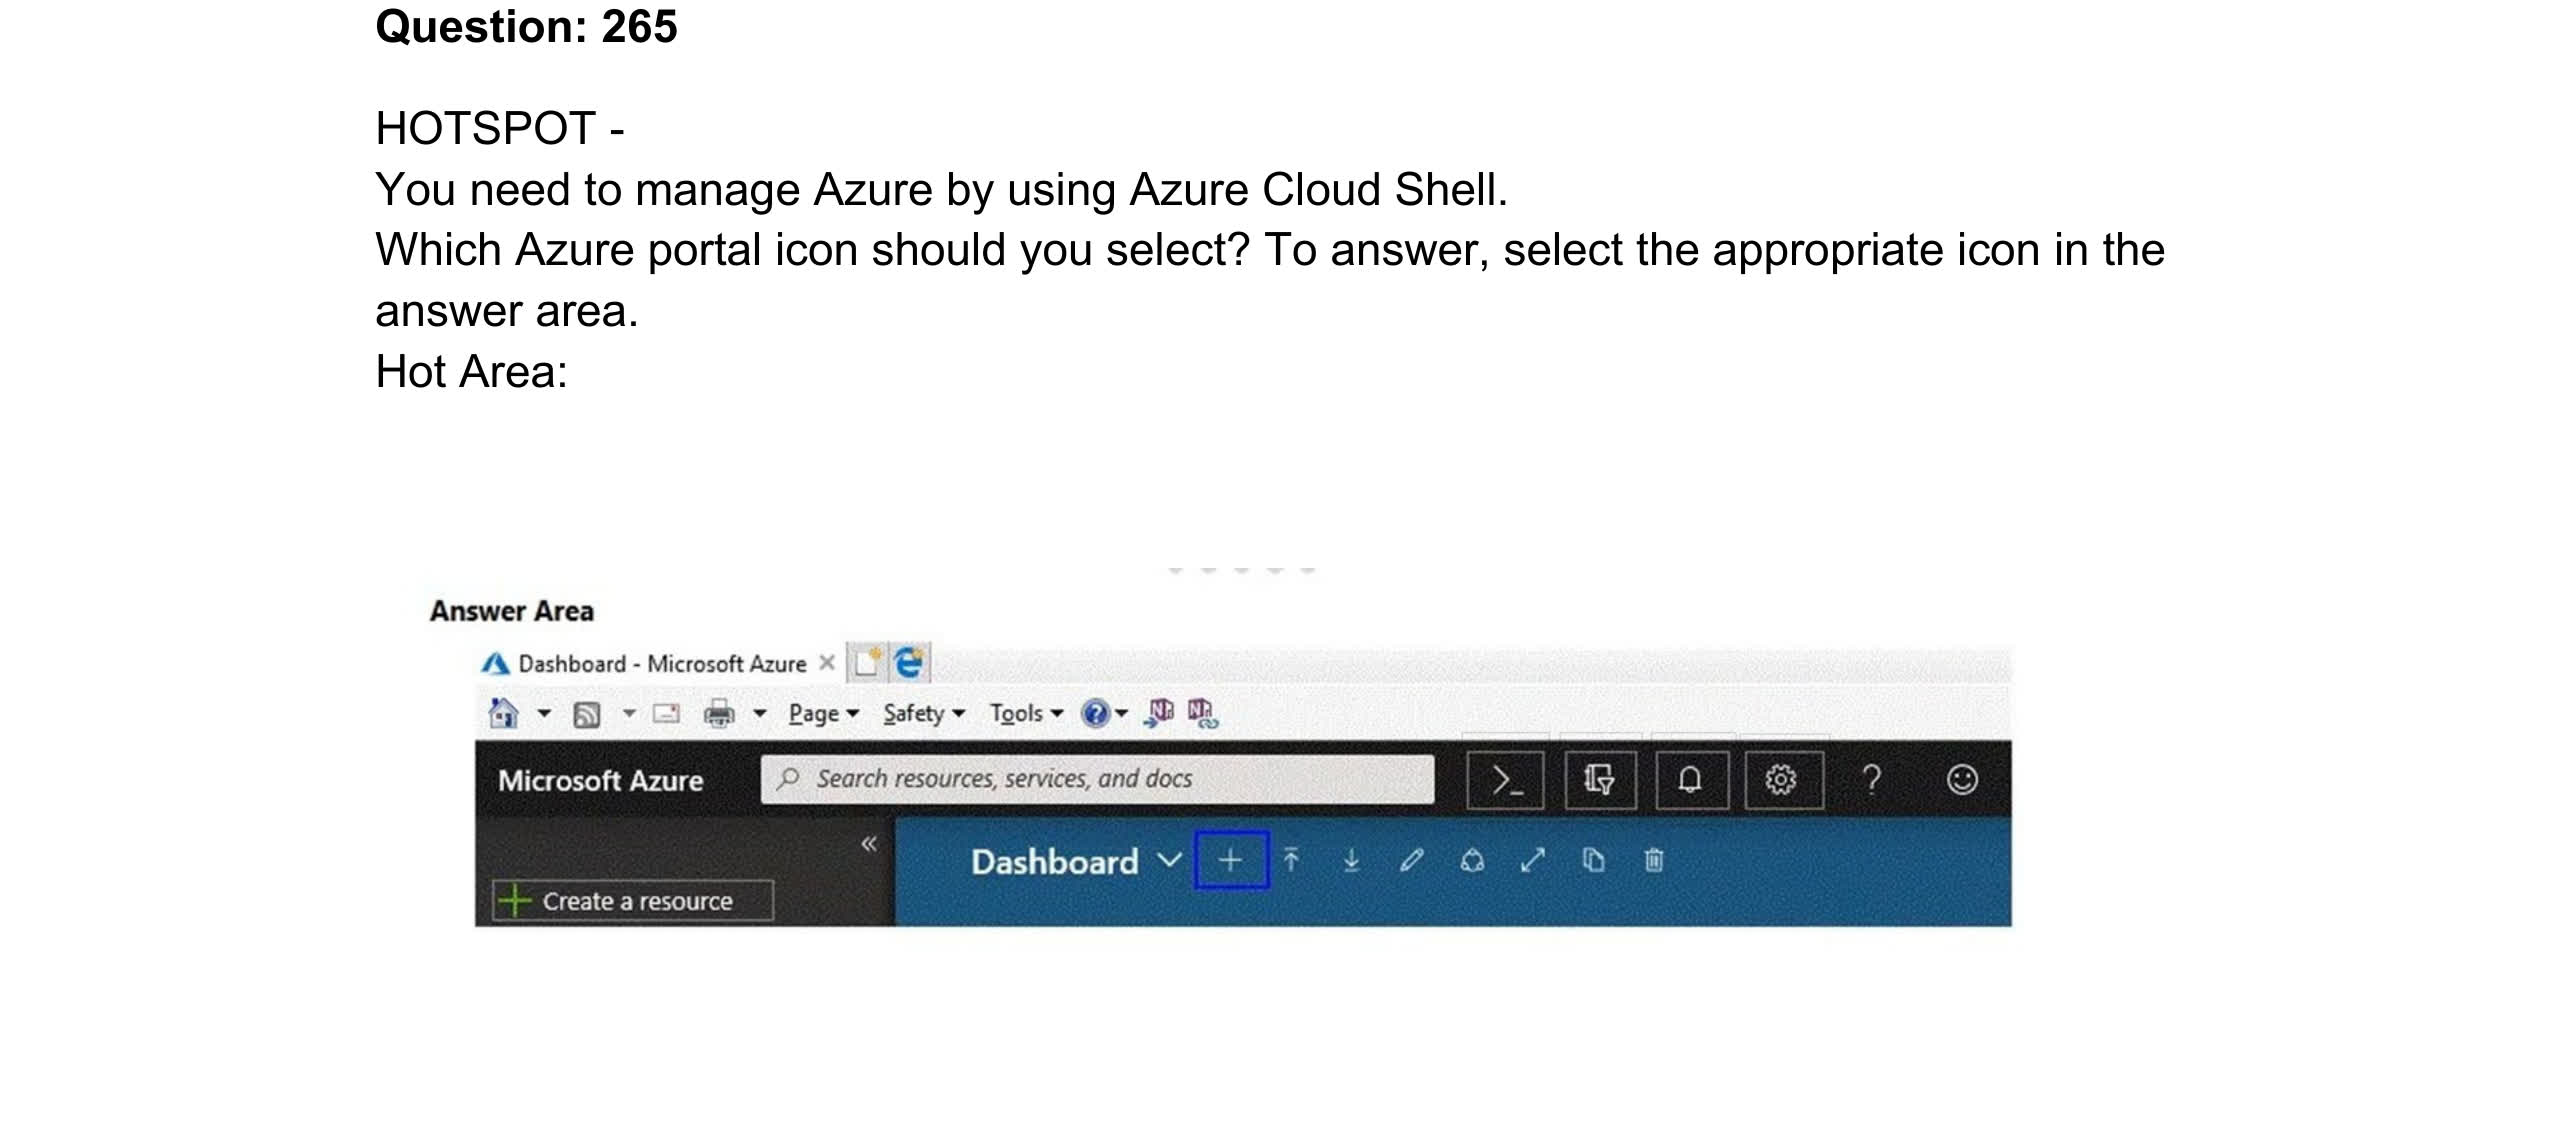 Question: 265
HOTSPOT -
You need to manage Azure by using Azure Cloud Shell.
Which Azure portal icon should you select? To answer, select the appropriate icon in the
answer area.
Hot Area:
Answer Area
Dashboard - Microsoft Azure
Page Safety Tools
Microsoft Azure Search resources, services, and docs
Dashboard
Create a resource